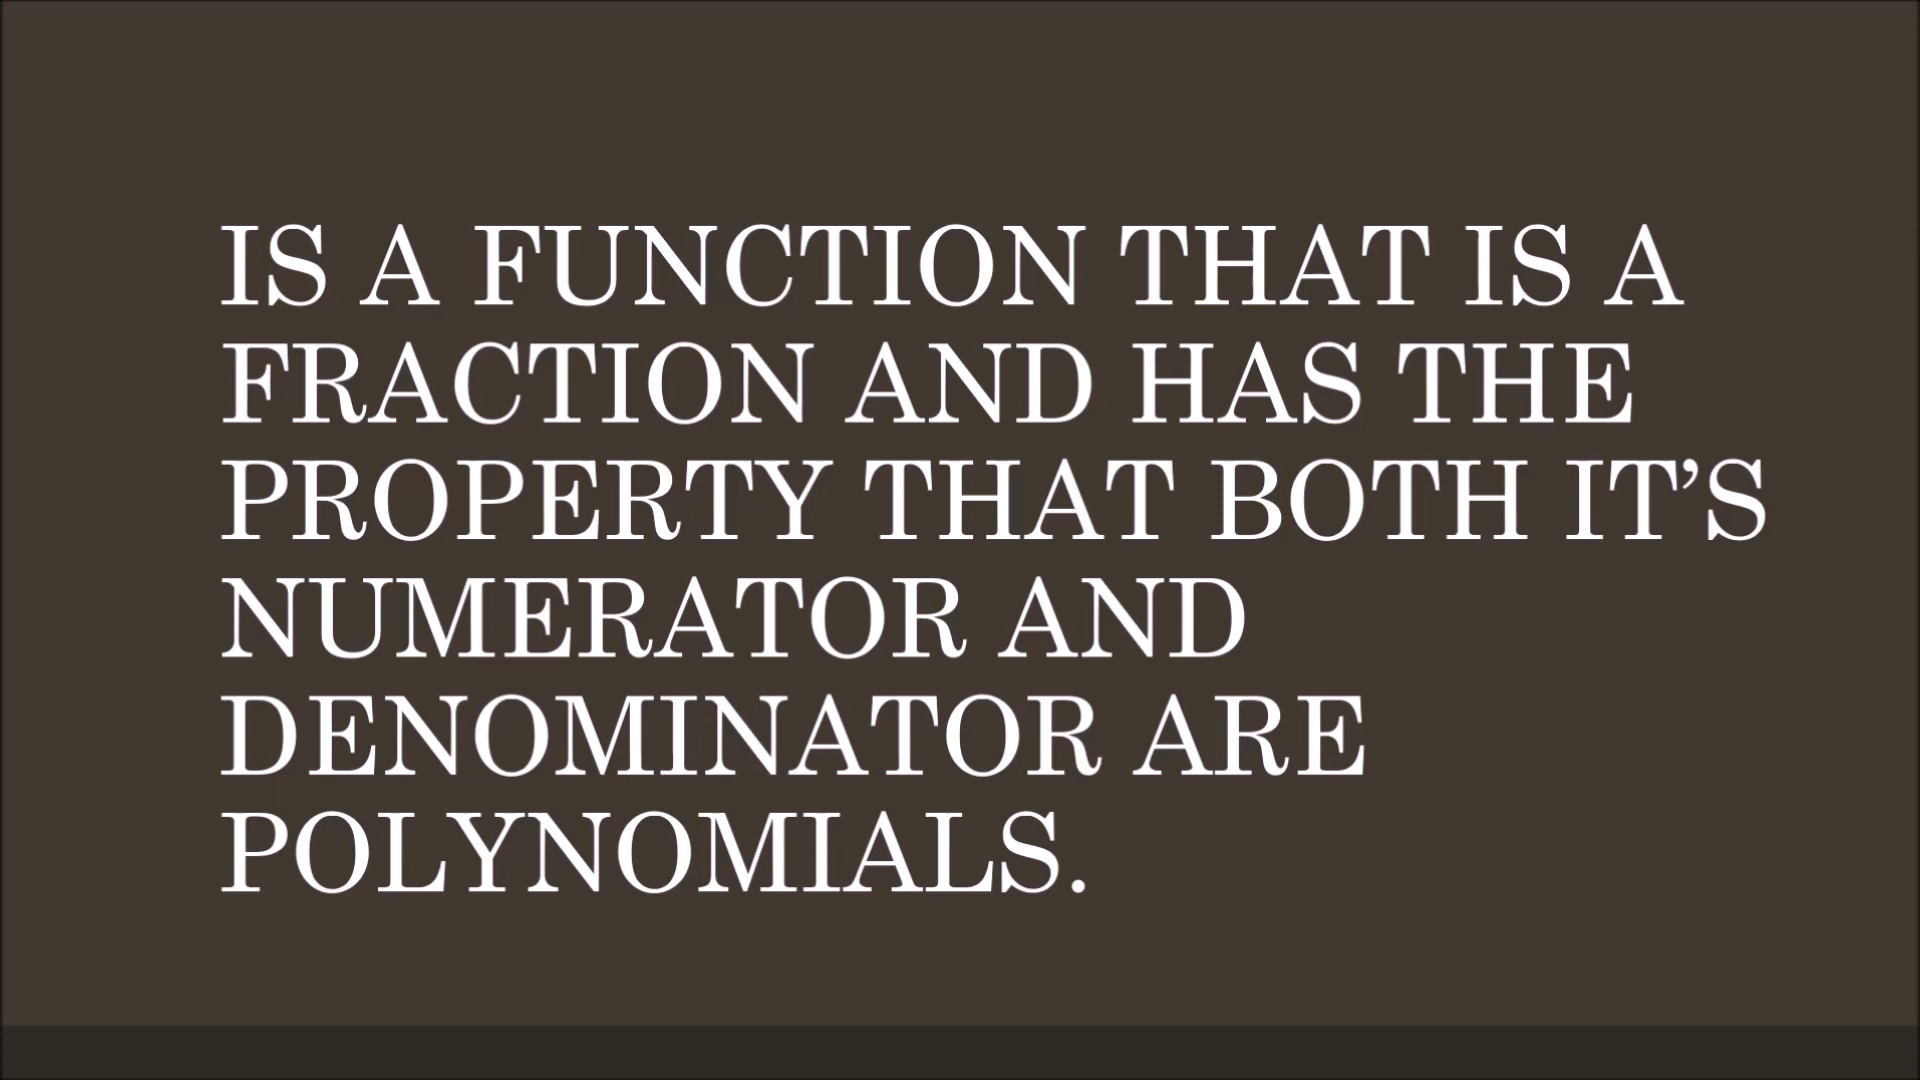 IS A FUNCTION THAT IS A
FRACTION AND HAS THE
PROPERTY THAT BOTH IT’S
NUMERATOR AND
DENOMINATOR ARE
POLYNOMIALS.